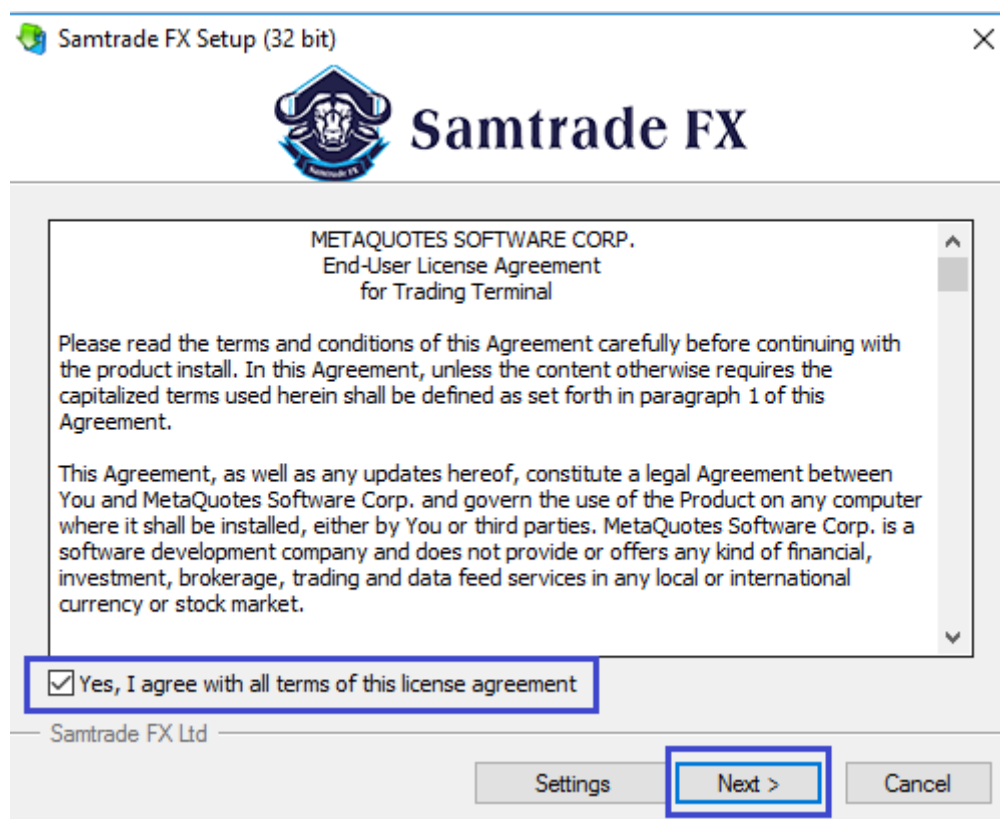 Samtrade FX Setup (32 bit)
Samtrade FX
Samtrade FX
METAQUOTES SOFTWARE CORP.
End-User License Agreement
for Trading Terminal
Please read the terms and conditions of this Agreement carefully before continuing with
the product install. In this Agreement, unless the content otherwise requires the
capitalized terms used herein shall be defined as set forth in paragraph 1 of this
Agreement.
This Agreement, as well as any updates hereof, constitute a legal Agreement between
You and MetaQuotes Software Corp. and govern the use of the Product on any computer
where it shall be installed, either by You or third parties. MetaQuotes Software Corp. is a
software development company and does not provide or offers any kind of financial,
investment, brokerage, trading and data feed services in any local or international
currency or stock market.
Yes, I agree with all terms of this license agreement
Samtrade FX Ltd
Settings
Next >
Cancel